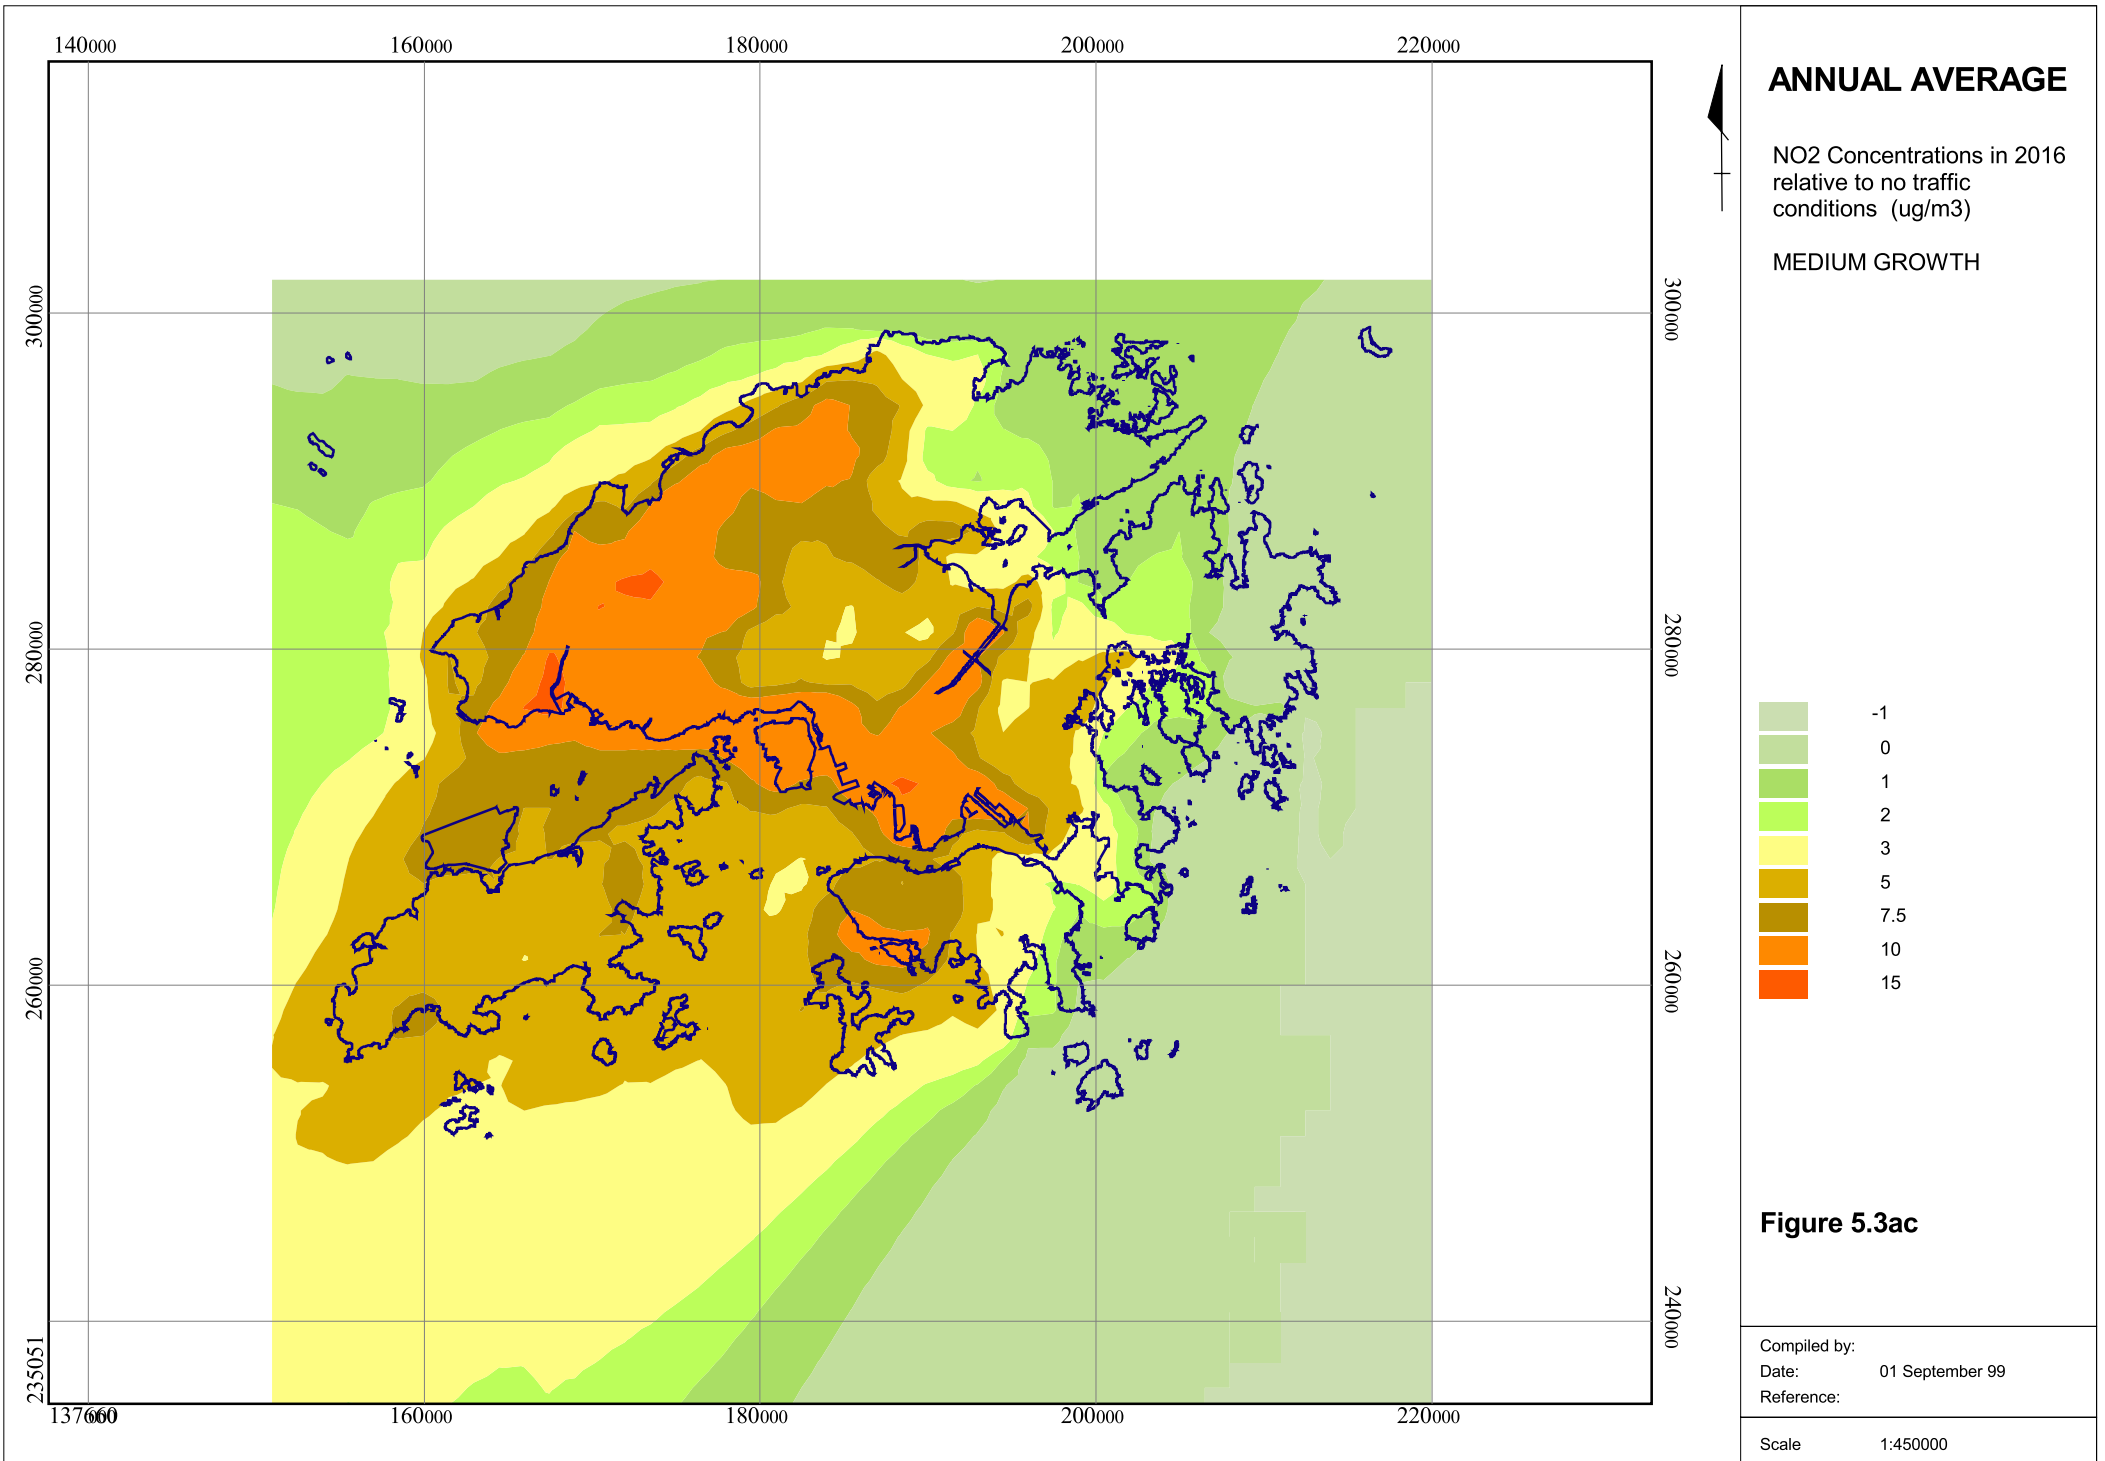 140000 160000 180000 200000 220000
ANNUAL AVERAGE
NO2 Concentrations in 2016
relative to no traffic
conditions (ug/m3)
MEDIUM GROWTH
300000 300000
280000 280000
260000 260000
240000
235051
-1
0
1
2
3
5
7.5
10
15
Figure 5.3ac
Compiled by:
Date: 01 September 99
Reference:
Scale 1:450000
137660 160000 180000 200000 220000